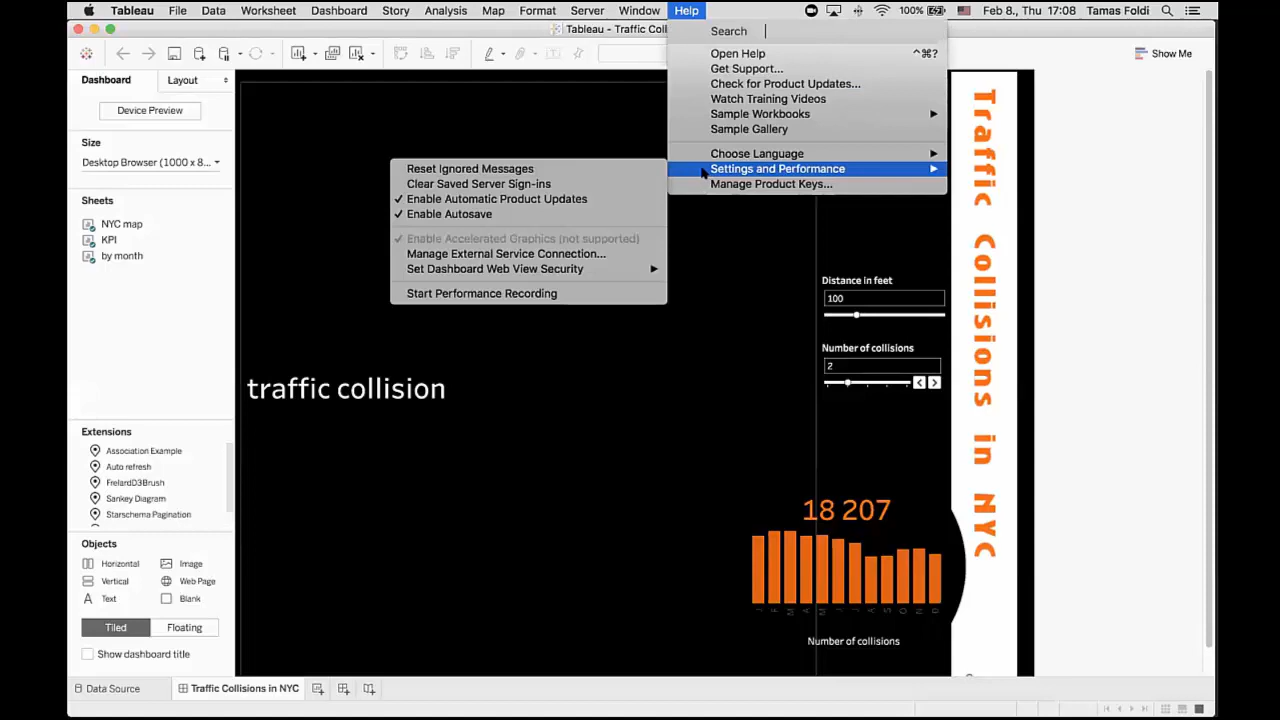 Tableau File Data Worksheet Dashboard Story Analysis Map Format Server Window Help 100% Feb 8., Thu 17:08 Tamas Foldi
Tableau - Traffic Coll
Search
Open Help ^⌘?
Get Support...
Check for Product Updates...
Watch Training Videos
Sample Workbooks
Sample Gallery
Choose Language
Settings and Performance
Manage Product Keys...
Reset Ignored Messages
Clear Saved Server Sign-ins
✓ Enable Automatic Product Updates
✓ Enable Autosave
✓ Enable Accelerated Graphics (not supported)
Manage External Service Connection...
Set Dashboard Web View Security
Start Performance Recording
Show Me
Dashboard Layout
Device Preview
Size
Desktop Browser (1000 x 8...
Sheets
NYC map
KPI
by month
Extensions
Association Example
Auto refresh
FrelardD3Brush
Sankey Diagram
Starschema Pagination
Objects
Horizontal Image
Vertical Web Page
A Text Blank
Tiled Floating
Show dashboard title
traffic collision
Distance in feet
100
Number of collisions
2
18 207
J F M A M J J A S O N D
Number of collisions
Traffic Collisions in NYC
Data Source Traffic Collisions in NYC